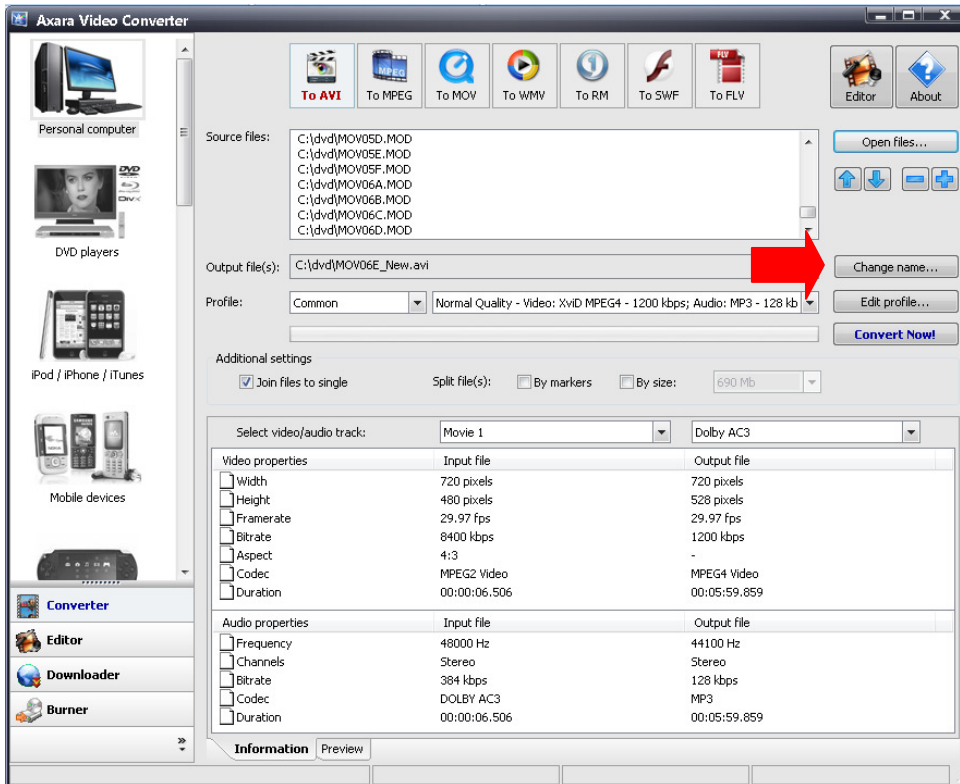 Axara Video Converter
Personal computer
DVD
DivX
DVD players
iPod / iPhone / iTunes
Mobile devices
Converter
Editor
Downloader
Burner
»
MPEG
FLV
To AVI
To MPEG
To MOV
To WMV
To RM
To SWF
To FLV
Editor
About
Source files:
C:\dvd\MOV05D.MOD
C:\dvd\MOV05E.MOD
C:\dvd\MOV05F.MOD
C:\dvd\MOV06A.MOD
C:\dvd\MOV06B.MOD
C:\dvd\MOV06C.MOD
C:\dvd\MOV06D.MOD
Open files...
Output file(s): C:\dvd\MOV06E_New.avi
Change name...
Profile: Common Normal Quality - Video: XviD MPEG4 - 1200 kbps; Audio: MP3 - 128 kb
Edit profile...
Convert Now!
Additional settings
Join files to single Split file(s): By markers By size: 690 Mb
Select video/audio track: Movie 1 Dolby AC3
Video properties Input file Output file
Width 720 pixels 720 pixels
Height 480 pixels 528 pixels
Framerate 29.97 fps 29.97 fps
Bitrate 8400 kbps 1200 kbps
Aspect 4:3 -
Codec MPEG2 Video MPEG4 Video
Duration 00:00:06.506 00:05:59.859
Audio properties Input file Output file
Frequency 48000 Hz 44100 Hz
Channels Stereo Stereo
Bitrate 384 kbps 128 kbps
Codec DOLBY AC3 MP3
Duration 00:00:06.506 00:05:59.859
Information Preview